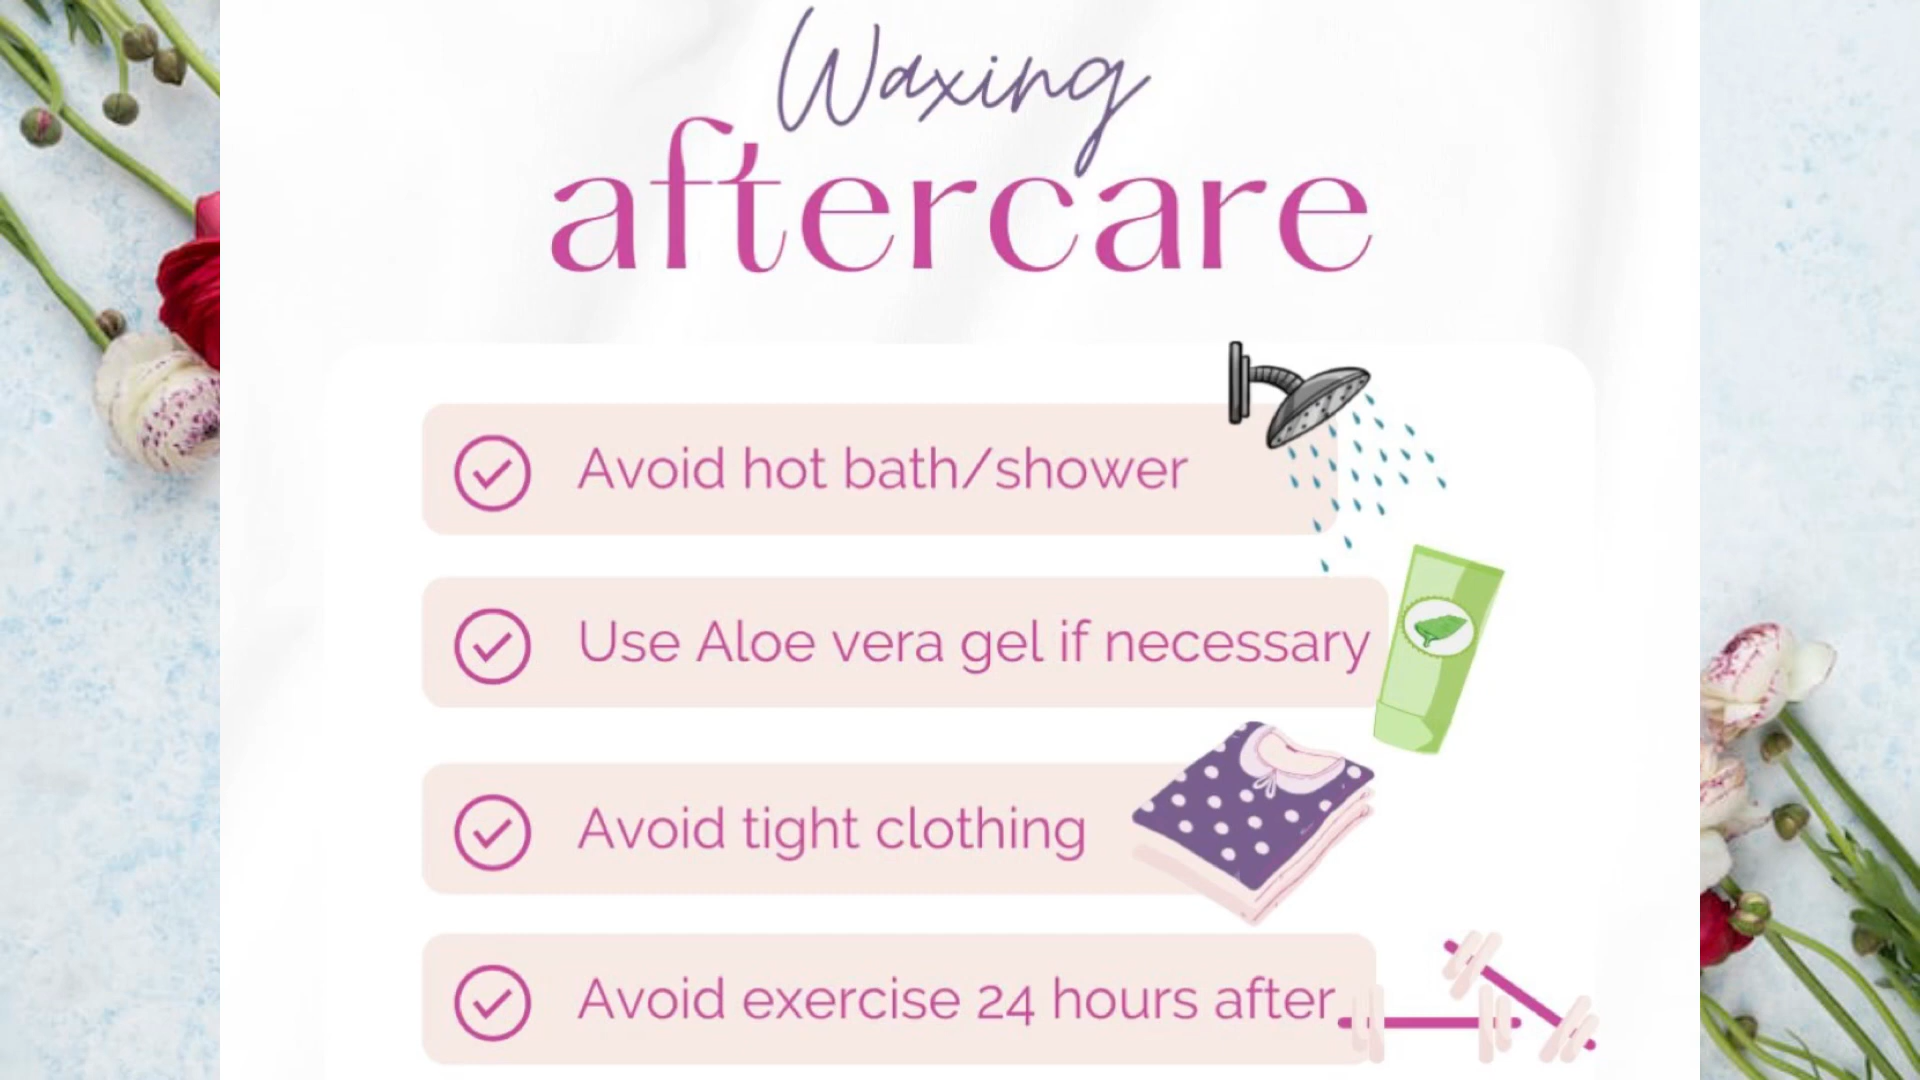 Waxing
aftercare
Avoid hot bath/shower
Use Aloe vera gel if necessary
Avoid tight clothing
Avoid exercise 24 hours after